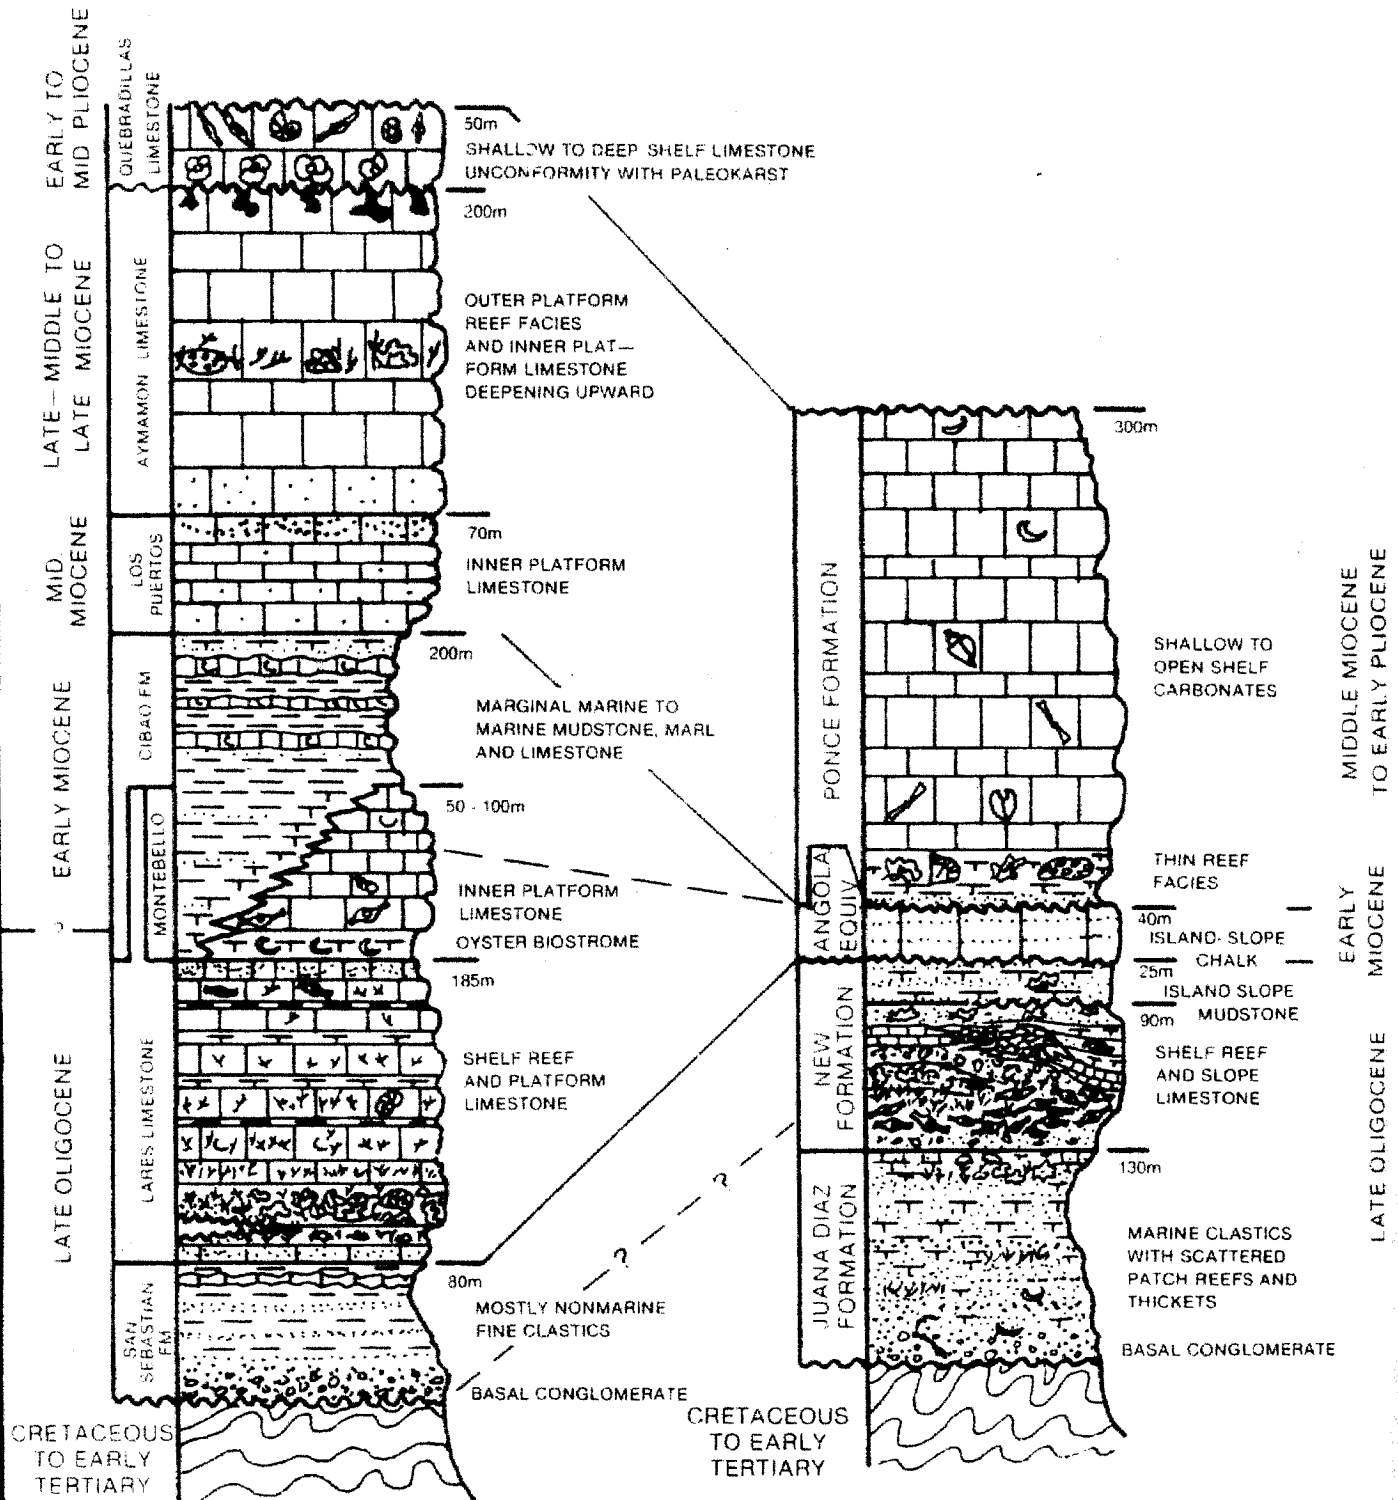 EARLY TO
MID PLIOCENE
QUEBRADILLAS
LIMESTONE
50m
SHALLOW TO DEEP SHELF LIMESTONE
UNCONFORMITY WITH PALEOKARST
200m
LATE-MIDDLE TO
LATE MIOCENE
AYMAMON LIMESTONE
OUTER PLATFORM
REEF FACIES
AND INNER PLAT-
FORM LIMESTONE
DEEPENING UPWARD
MID
MIOCENE
LOS
PUERTOS
70m
INNER PLATFORM
LIMESTONE
200m
EARLY MIOCENE
CIBAO FM
MARGINAL MARINE TO
MARINE MUDSTONE, MARL
AND LIMESTONE
MONTEBELLO
50 - 100m
INNER PLATFORM
LIMESTONE
OYSTER BIOSTROME
185m
LATE OLIGOCENE
LARES LIMESTONE
SHELF REEF
AND PLATFORM
LIMESTONE
80m
SAN
SEBASTIAN
FM
MOSTLY NONMARINE
FINE CLASTICS
BASAL CONGLOMERATE
CRETACEOUS
TO EARLY
TERTIARY
?
?
300m
PONCE FORMATION
SHALLOW TO
OPEN SHELF
CARBONATES
MIDDLE MIOCENE
TO EARLY PLIOCENE
THIN REEF
FACIES
ANGOLA
EQUIV
40m
ISLAND-SLOPE
CHALK
EARLY
MIOCENE
25m
ISLAND SLOPE
MUDSTONE
90m
NEW
FORMATION
SHELF REEF
AND SLOPE
LIMESTONE
130m
LATE OLIGOCENE
JUANA DIAZ
FORMATION
MARINE CLASTICS
WITH SCATTERED
PATCH REEFS AND
THICKETS
BASAL CONGLOMERATE
CRETACEOUS
TO EARLY
TERTIARY